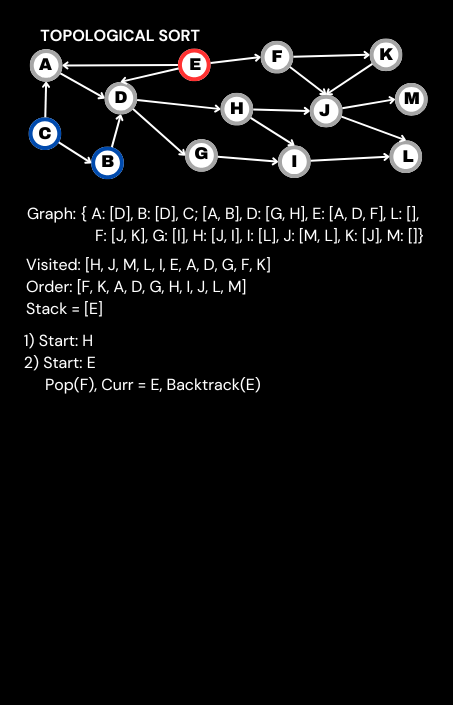 TOPOLOGICAL SORT
A E F K
D H J M
C B G I L
Graph: { A: [D], B: [D], C; [A, B], D: [G, H], E: [A, D, F], L: [],
F: [J, K], G: [I], H: [J, I], I: [L], J: [M, L], K: [J], M: []}
Visited: [H, J, M, L, I, E, A, D, G, F, K]
Order: [F, K, A, D, G, H, I, J, L, M]
Stack = [E]
1) Start: H
2) Start: E
Pop(F), Curr = E, Backtrack(E)